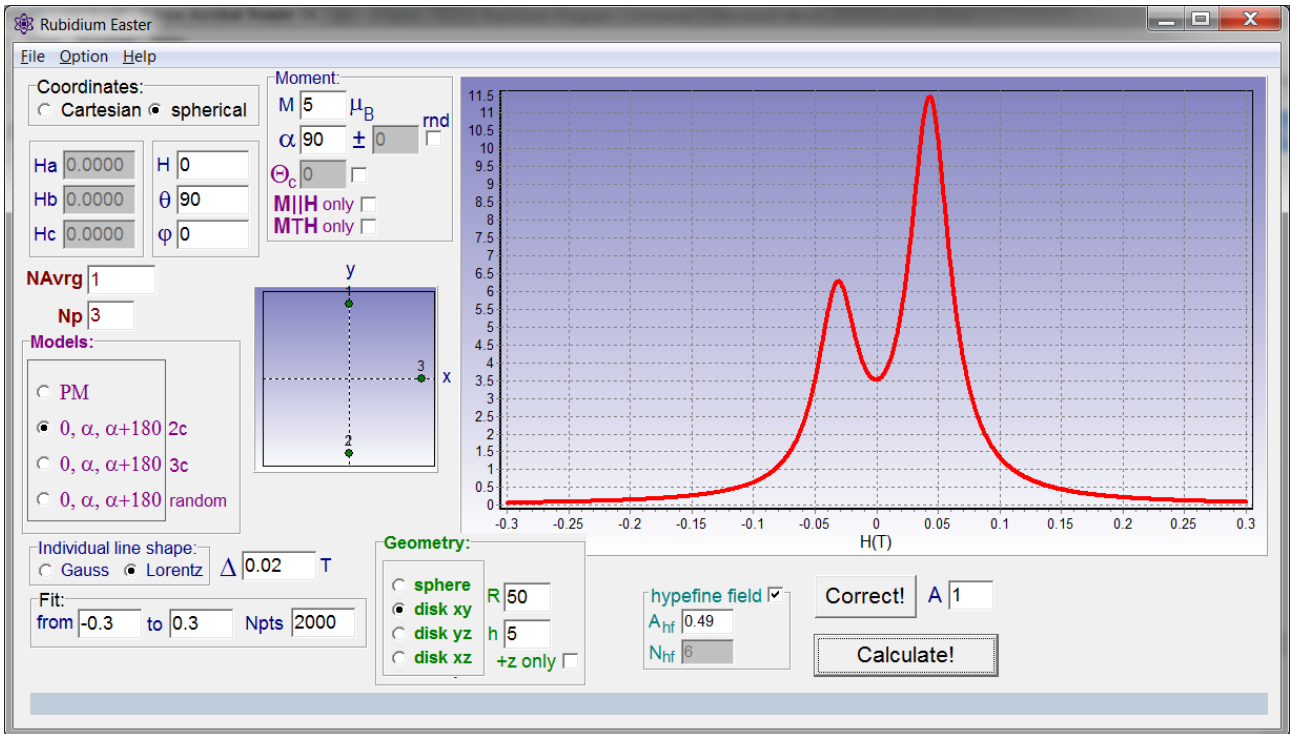 Rubidium Easter
File Option Help
Coordinates:
Cartesian spherical
Ha 0.0000 H 0
Hb 0.0000 θ 90
Hc 0.0000 φ 0
Moment:
M 5 μB
rnd
α 90 ± 0
Θc 0
M||H only
MTH only
NAvrg 1
Np 3
Models:
PM
0, α, α+180 2c
0, α, α+180 3c
0, α, α+180 random
y
1
3
x
2
11.5
11
10.5
10
9.5
9
8.5
8
7.5
7
6.5
6
5.5
5
4.5
4
3.5
3
2.5
2
1.5
1
0.5
0
-0.3 -0.25 -0.2 -0.15 -0.1 -0.05 0 0.05 0.1 0.15 0.2 0.25 0.3
H(T)
Individual line shape:
Gauss Lorentz Δ 0.02 T
Fit:
from -0.3 to 0.3 Npts 2000
Geometry:
sphere
disk xy
disk yz
disk xz
R 50
h 5
+z only
hypefine field
Ahf 0.49
Nhf 6
Correct! A 1
Calculate!